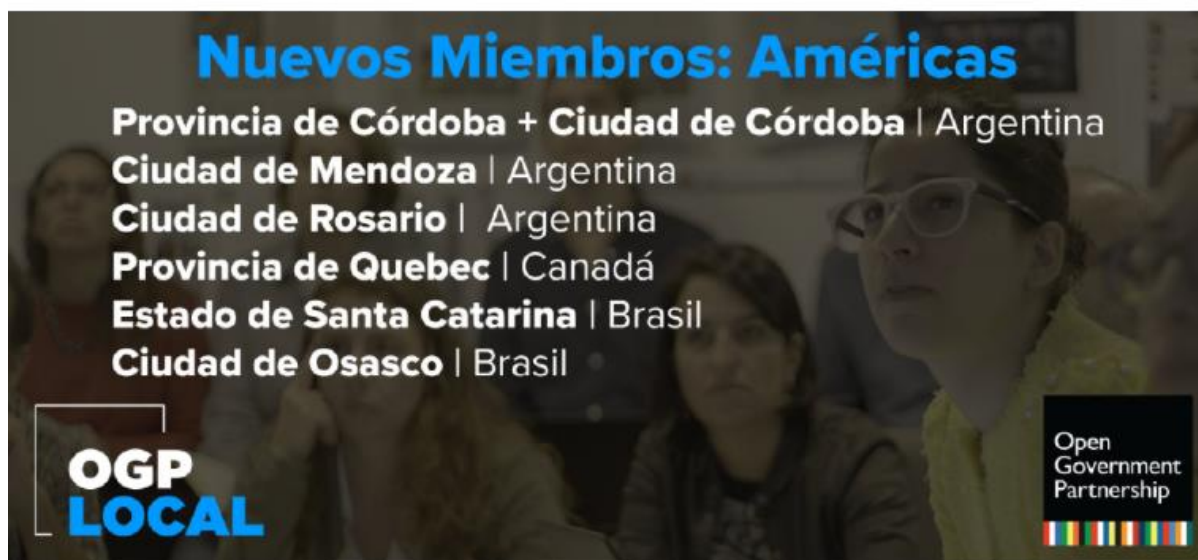 Nuevos Miembros: Américas
Provincia de Córdoba + Ciudad de Córdoba | Argentina
Ciudad de Mendoza | Argentina
Ciudad de Rosario | Argentina
Provincia de Quebec | Canadá
Estado de Santa Catarina | Brasil
Ciudad de Osasco | Brasil
OGP
LOCAL
Open
Government
Partnership